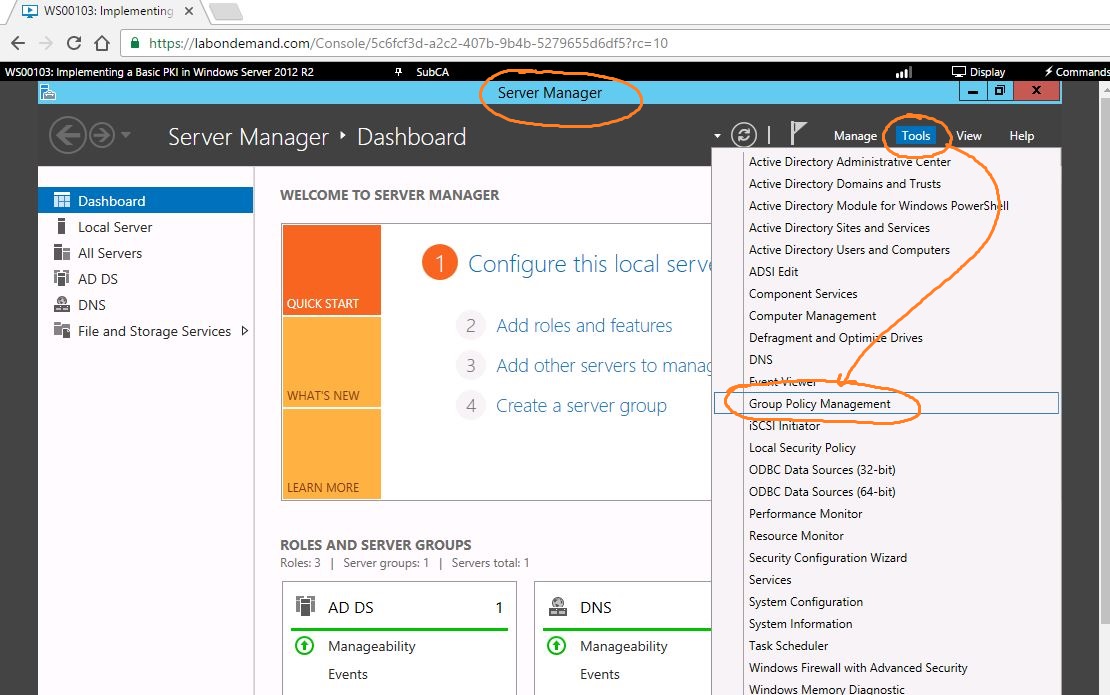 WS00103: Implementing
https://labondemand.com/Console/5c6fcf3d-a2c2-407b-9b4b-5279655d6df5?rc=10
WS00103: Implementing a Basic PKI in Windows Server 2012 R2 SubCA Display Commands
Server Manager
Server Manager Dashboard Manage Tools View Help
Dashboard
Local Server
All Servers
AD DS
DNS
File and Storage Services
WELCOME TO SERVER MANAGER
QUICK START
WHAT'S NEW
LEARN MORE
1 Configure this local serve
2 Add roles and features
3 Add other servers to manag
4 Create a server group
ROLES AND SERVER GROUPS
Roles: 3 | Server groups: 1 | Servers total: 1
AD DS 1
Manageability
Events
DNS
Manageability
Events
Active Directory Administrative Center
Active Directory Domains and Trusts
Active Directory Module for Windows PowerShell
Active Directory Sites and Services
Active Directory Users and Computers
ADSI Edit
Component Services
Computer Management
Defragment and Optimize Drives
DNS
Event Viewer
Group Policy Management
iSCSI Initiator
Local Security Policy
ODBC Data Sources (32-bit)
ODBC Data Sources (64-bit)
Performance Monitor
Resource Monitor
Security Configuration Wizard
Services
System Configuration
System Information
Task Scheduler
Windows Firewall with Advanced Security
Windows Memory Diagnostic